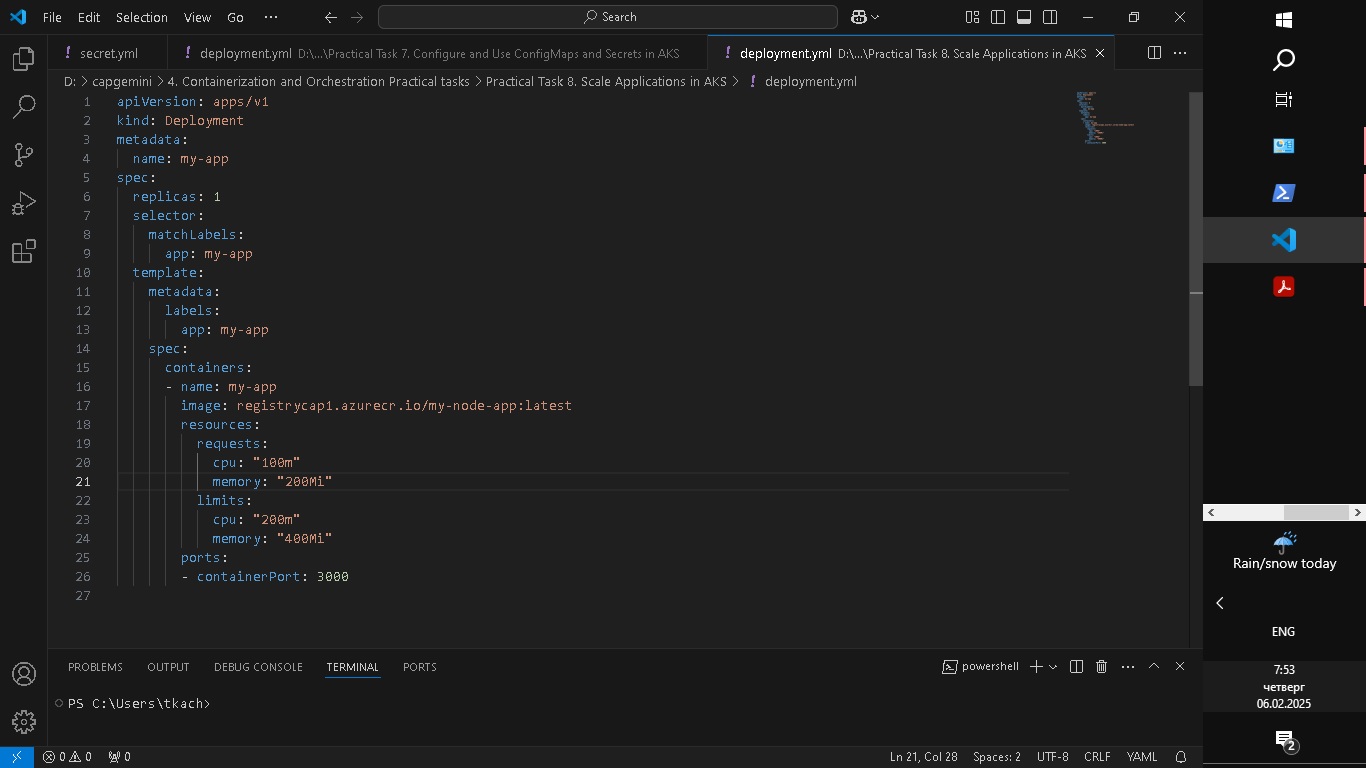 File Edit Selection View Go ··· Search
secret.yml deployment.yml D:\...\Practical Task 7. Configure and Use ConfigMaps and Secrets in AKS deployment.yml D:\...\Practical Task 8. Scale Applications in AKS
D: > capgemini > 4. Containerization and Orchestration Practical tasks > Practical Task 8. Scale Applications in AKS > deployment.yml
1 apiVersion: apps/v1
2 kind: Deployment
3 metadata:
4 name: my-app
5 spec:
6 replicas: 1
7 selector:
8 matchLabels:
9 app: my-app
10 template:
11 metadata:
12 labels:
13 app: my-app
14 spec:
15 containers:
16 - name: my-app
17 image: registrycap1.azurecr.io/my-node-app:latest
18 resources:
19 requests:
20 cpu: "100m"
21 memory: "200Mi"
22 limits:
23 cpu: "200m"
24 memory: "400Mi"
25 ports:
26 - containerPort: 3000
27
PROBLEMS OUTPUT DEBUG CONSOLE TERMINAL PORTS powershell
PS C:\Users\tkach>
0 0 0 Ln 21, Col 28 Spaces: 2 UTF-8 CRLF YAML
Rain/snow today
ENG
7:53
четверг
06.02.2025
2